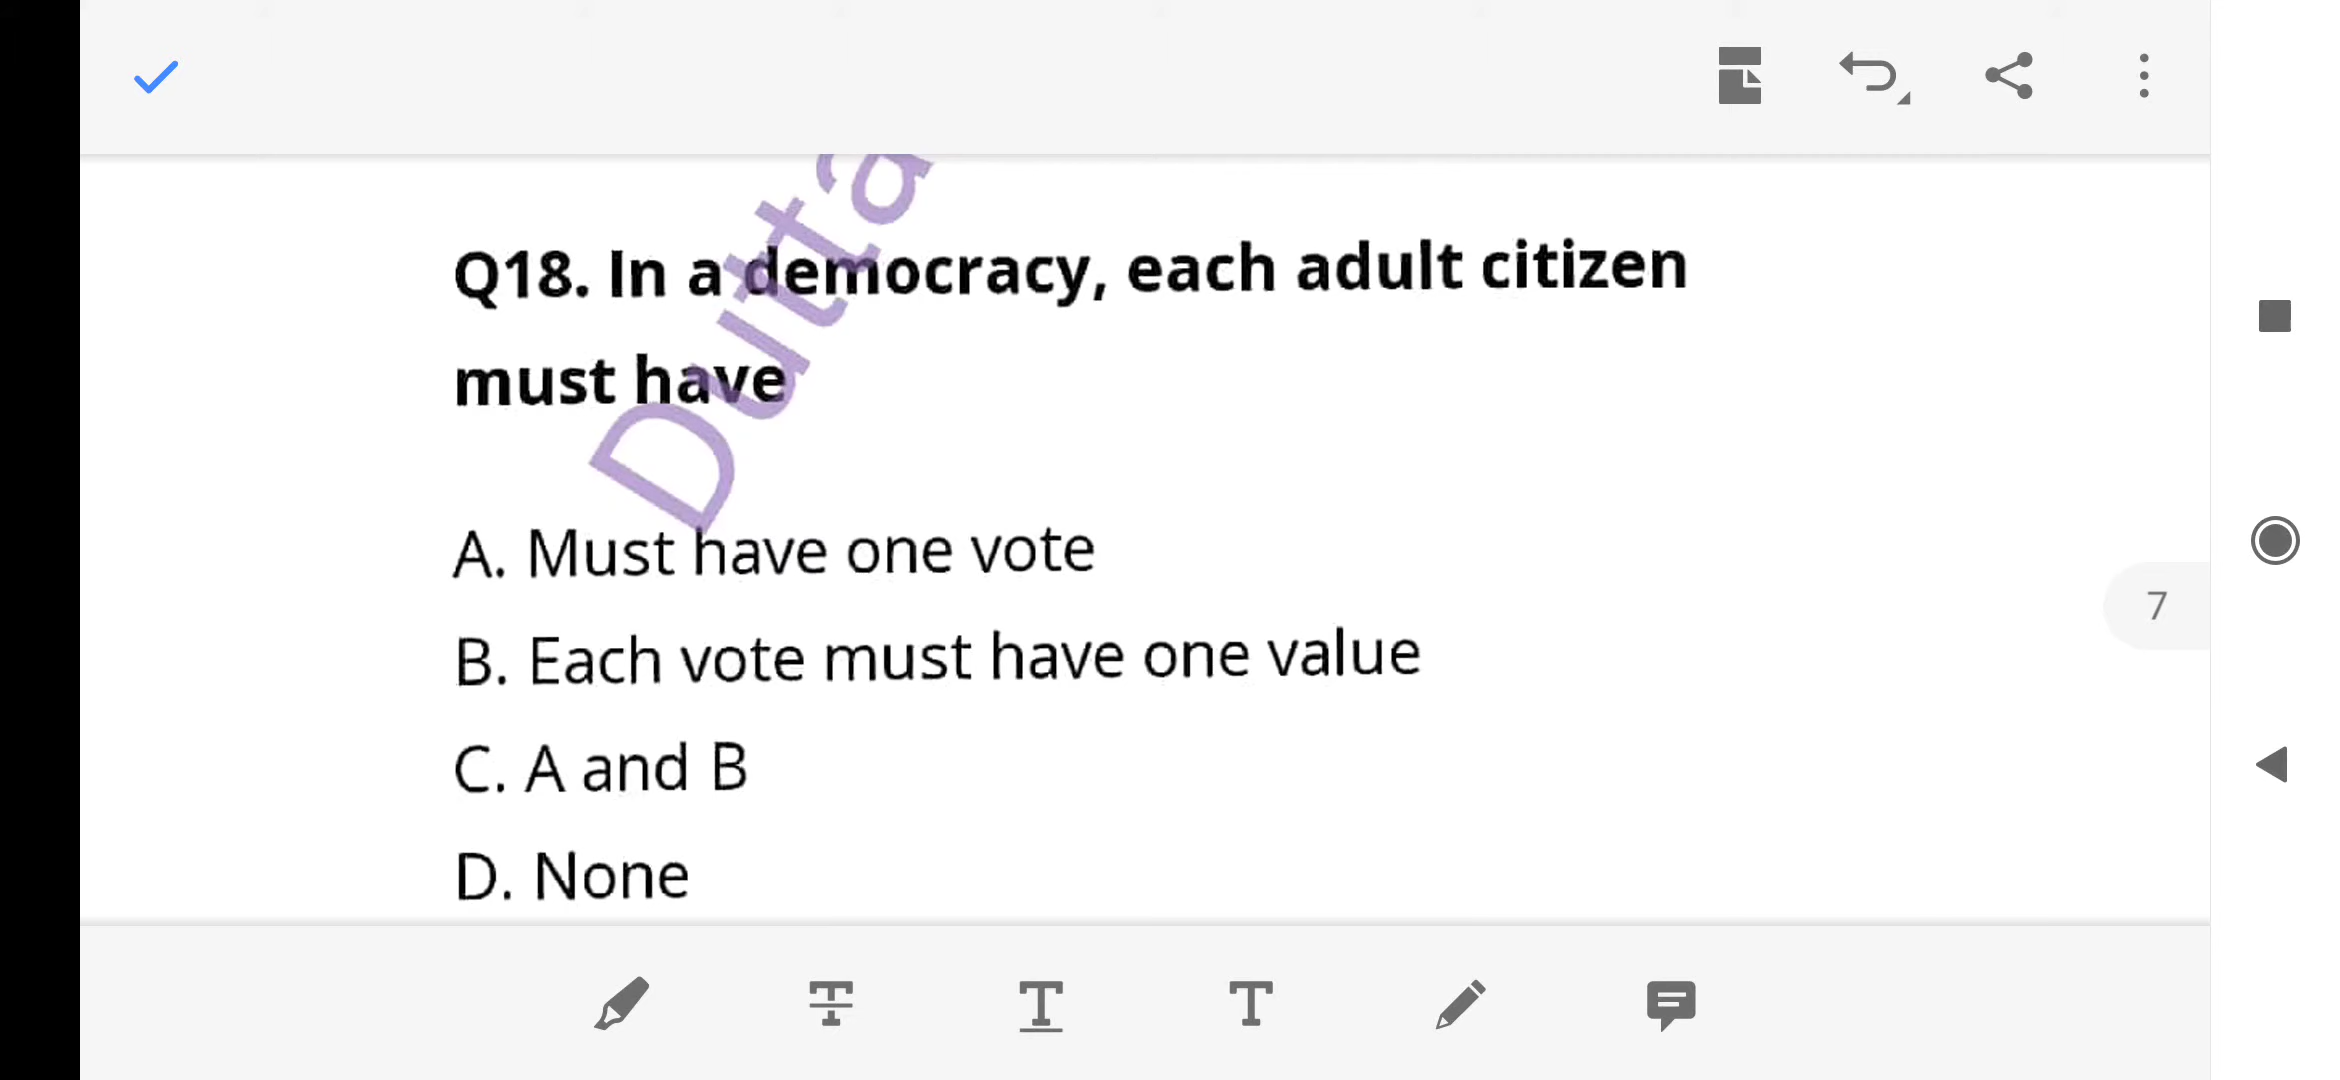 Dutta
Q18. In a democracy, each adult citizen
must have
A. Must have one vote
B. Each vote must have one value
C. A and B
D. None
7